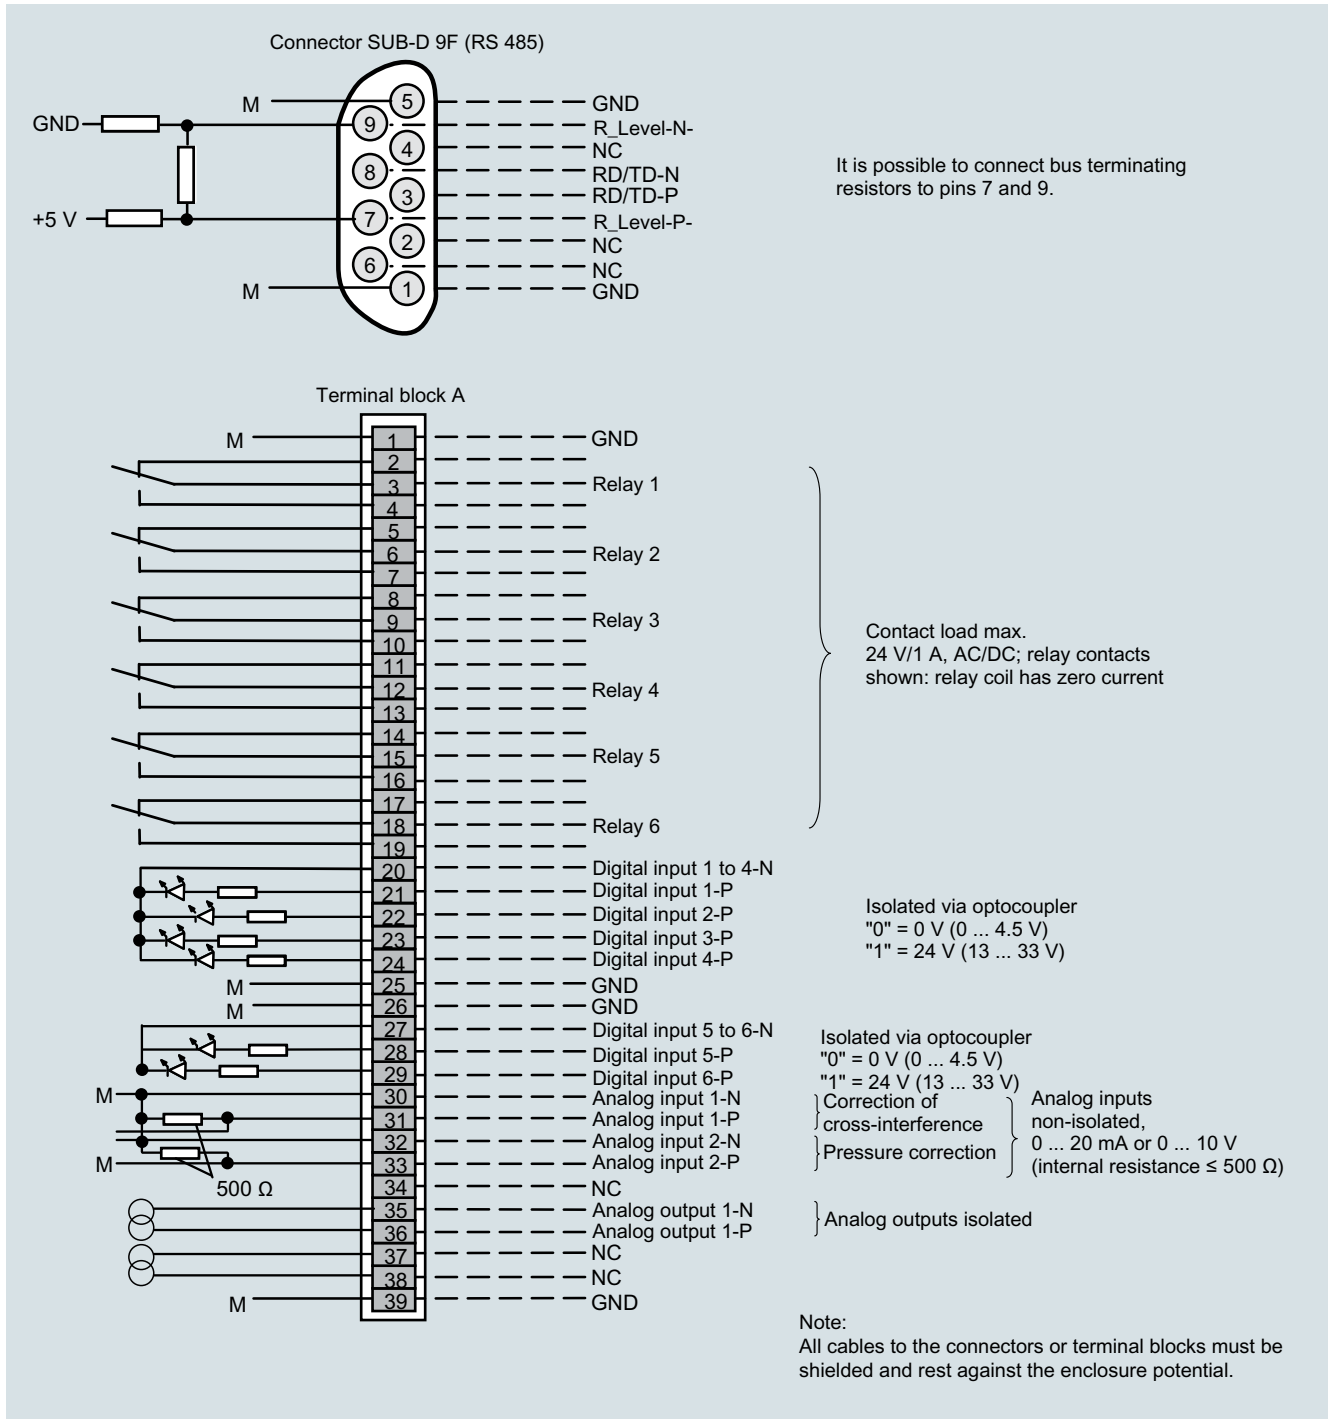 Connector SUB-D 9F (RS 485)
M 5 GND
GND 9 R_Level-N-
4 NC
8 RD/TD-N
3 RD/TD-P
+5 V 7 R_Level-P-
2 NC
6 NC
M 1 GND
It is possible to connect bus terminating
resistors to pins 7 and 9.
Terminal block A
M 1 GND
2
3 Relay 1
4
5
6 Relay 2
7
8
9 Relay 3
10
11
12 Relay 4
13
14
15 Relay 5
16
17
18 Relay 6
19
Contact load max.
24 V/1 A, AC/DC; relay contacts
shown: relay coil has zero current
20 Digital input 1 to 4-N
21 Digital input 1-P
22 Digital input 2-P
23 Digital input 3-P
24 Digital input 4-P
Isolated via optocoupler
"0" = 0 V (0 ... 4.5 V)
"1" = 24 V (13 ... 33 V)
M 25 GND
M 26 GND
27 Digital input 5 to 6-N
28 Digital input 5-P
29 Digital input 6-P
Isolated via optocoupler
"0" = 0 V (0 ... 4.5 V)
"1" = 24 V (13 ... 33 V)
M 30 Analog input 1-N
31 Analog input 1-P
32 Analog input 2-N
M 33 Analog input 2-P
500 Ω
Correction of
cross-interference
Pressure correction
Analog inputs
non-isolated,
0 ... 20 mA or 0 ... 10 V
(internal resistance ≤ 500 Ω)
34 NC
35 Analog output 1-N
36 Analog output 1-P
Analog outputs isolated
37 NC
38 NC
M 39 GND
Note:
All cables to the connectors or terminal blocks must be
shielded and rest against the enclosure potential.